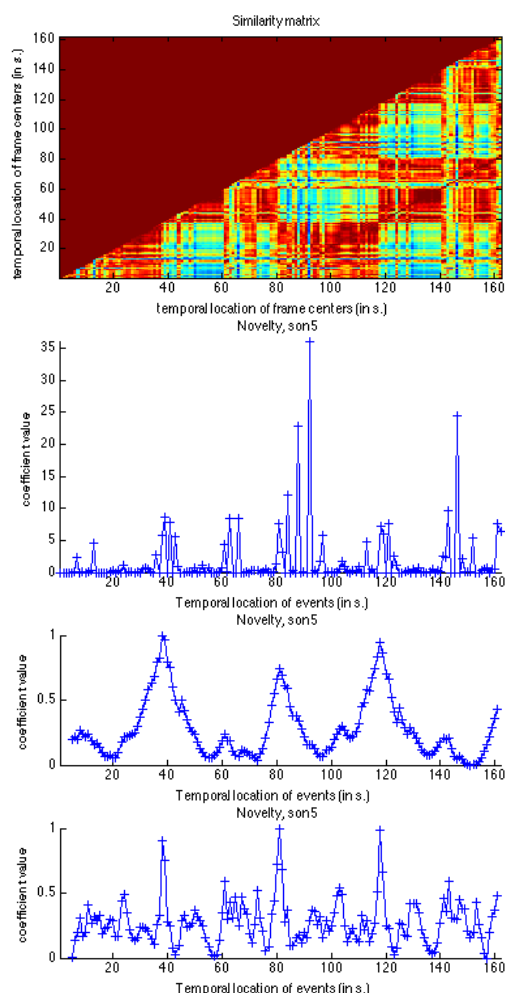 Similarity matrix
160
140
120
100
80
60
40
20
temporal location of frame centers (in s.)
20 40 60 80 100 120 140 160
temporal location of frame centers (in s.)
Novelty, son5
35
30
25
20
15
10
5
0
coefficient value
20 40 60 80 100 120 140 160
Temporal location of events (in s.)
Novelty, son5
1
0.5
0
coefficient value
20 40 60 80 100 120 140 160
Temporal location of events (in s.)
Novelty, son5
1
0.5
0
coefficient value
20 40 60 80 100 120 140 160
Temporal location of events (in s.)